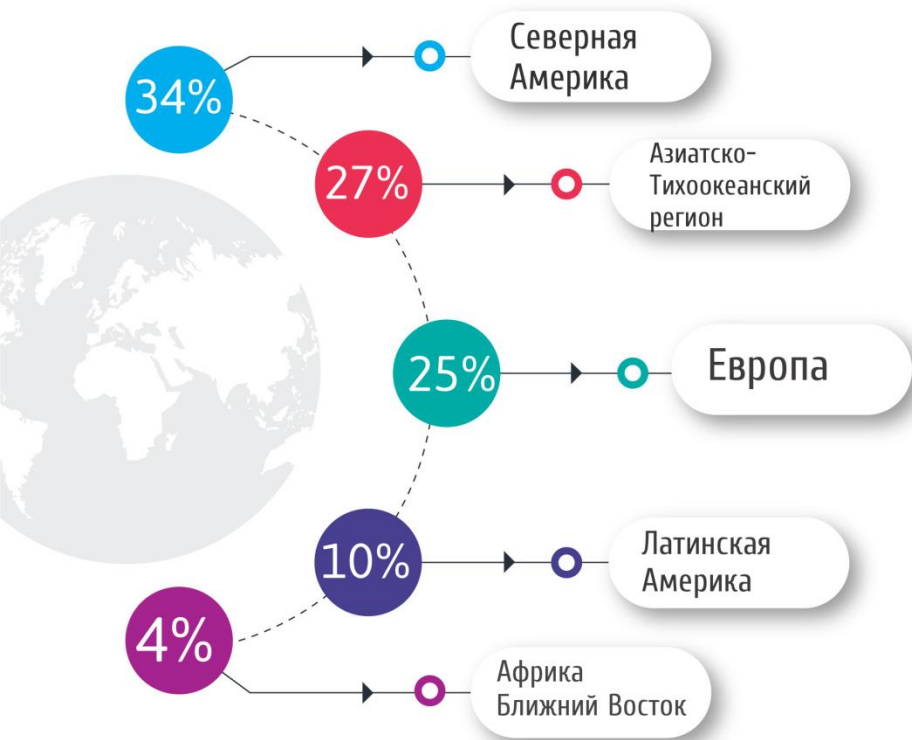 34%
Северная
Америка
27%
Азиатско-
Тихоокеанский
регион
25%
Европа
10%
Латинская
Америка
4%
Африка
Ближний Восток